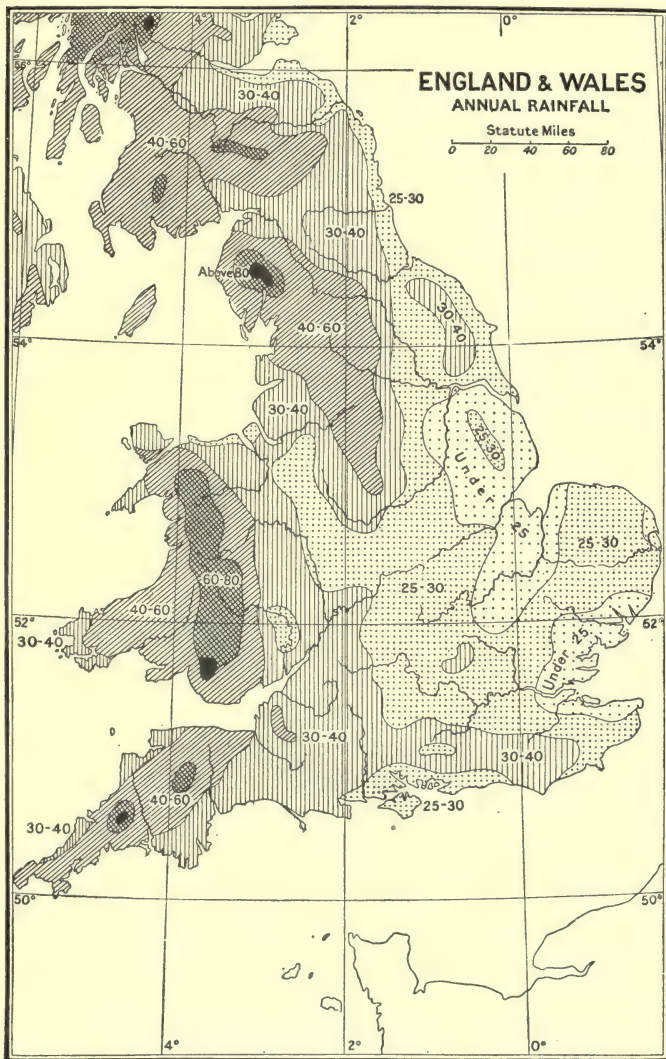 4° 2° 0°
56°
ENGLAND & WALES
ANNUAL RAINFALL
Statute Miles
0 20 40 60 80
30-40
40-60
25-30
30-40
Above 80
30-40
40-60
54° 54°
30-40
25-30
Under 25
25-30
60-80
25-30
40-60
52° 52°
30-40
Under 25
30-40
30-40
40-60
25-30
30-40
50° 50°
4° 2° 0°